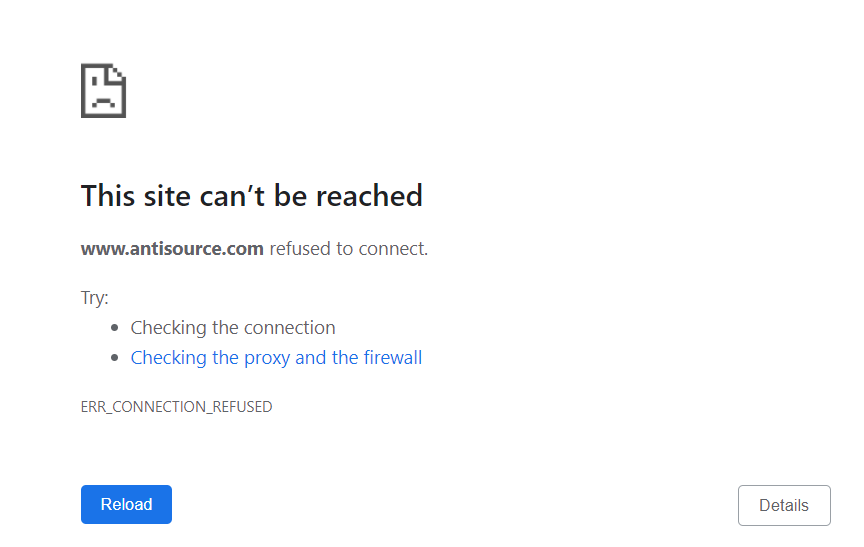 This site can’t be reached
www.antisource.com refused to connect.
Try:
Checking the connection
Checking the proxy and the firewall
ERR_CONNECTION_REFUSED
Reload
Details